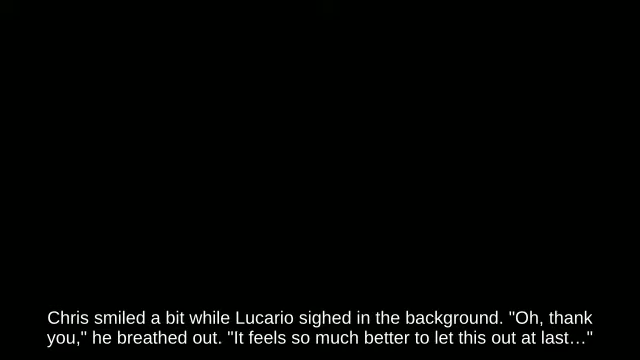 Chris smiled a bit while Lucario sighed in the background. "Oh, thank
you," he breathed out. "It feels so much better to let this out at last…"